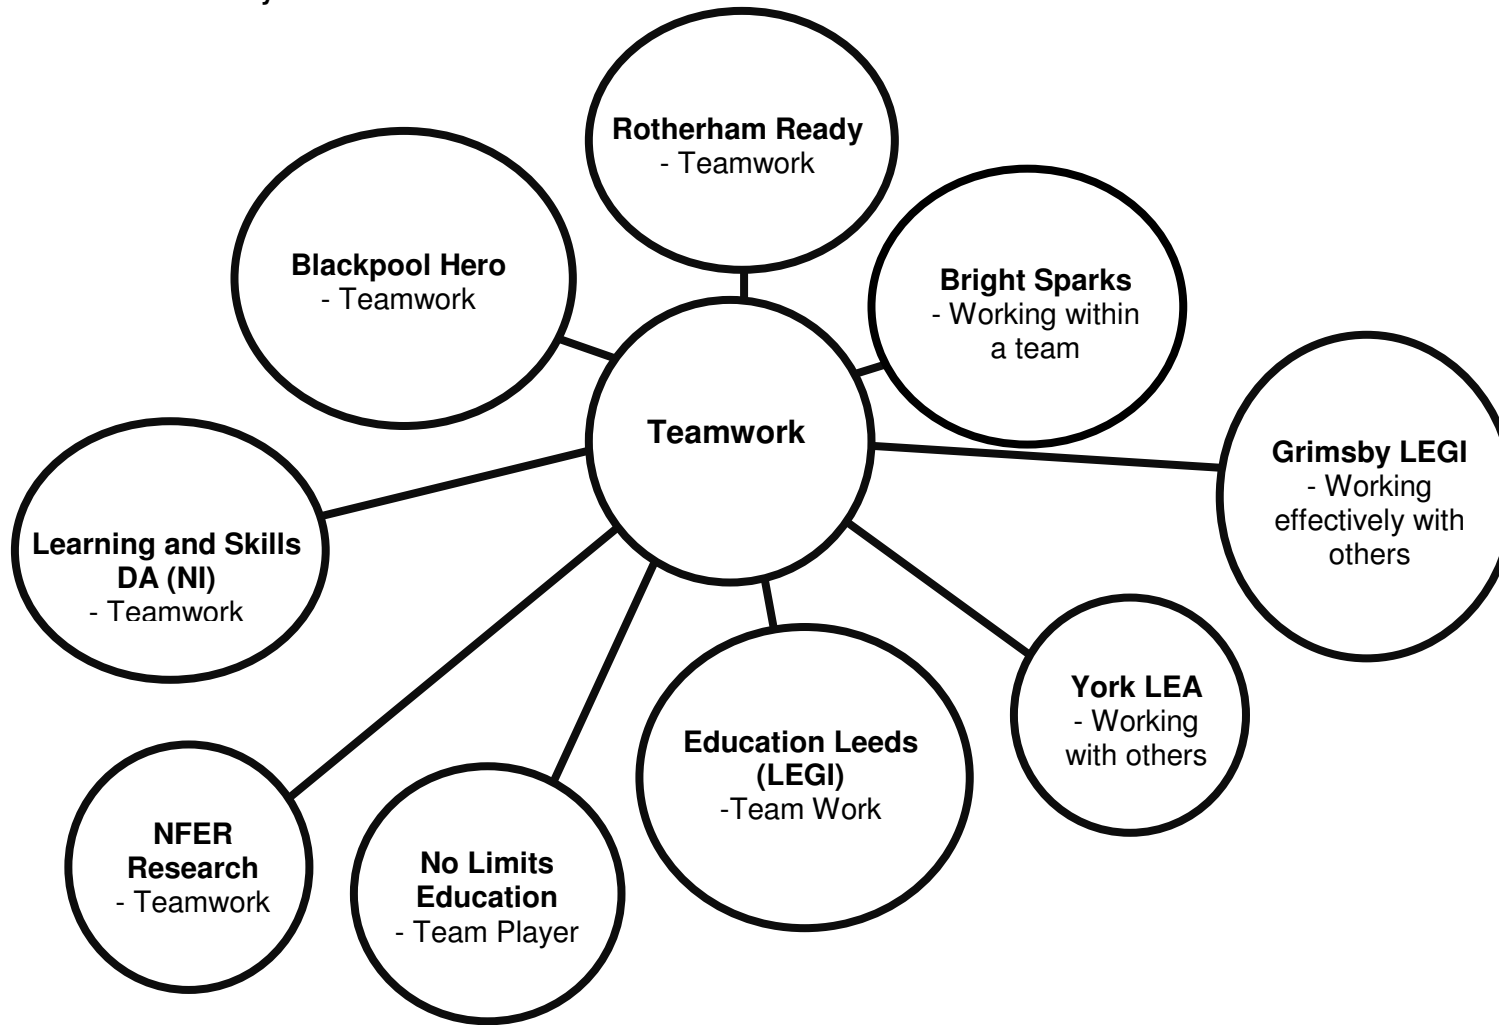 Rotherham Ready
- Teamwork
Blackpool Hero
- Teamwork
Bright Sparks
- Working within
a team
Teamwork
Grimsby LEGI
- Working
effectively with
others
Learning and Skills
DA (NI)
- Teamwork
York LEA
- Working
with others
Education Leeds
(LEGI)
-Team Work
NFER
Research
- Teamwork
No Limits
Education
- Team Player